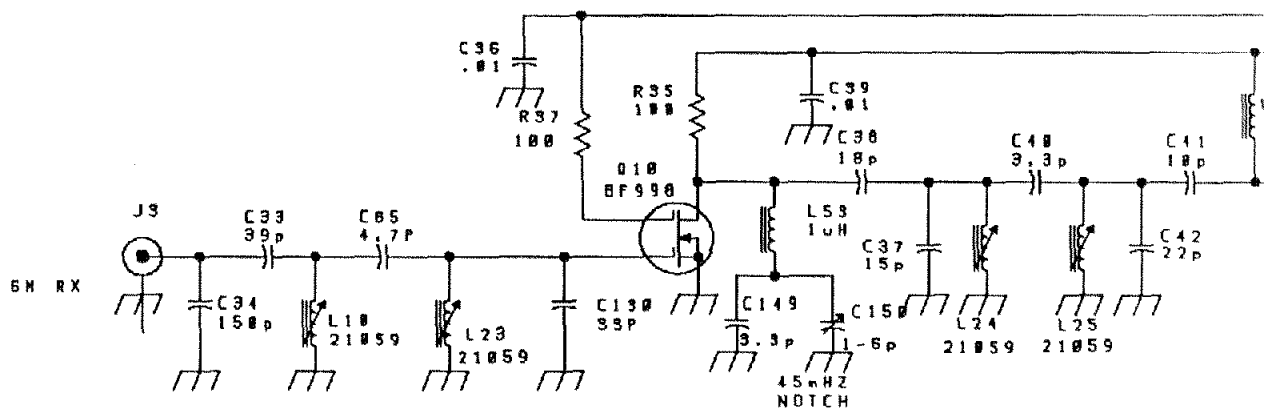 C36
.01
R37
100
R35
100
C39
.01
Q10
BF998
C38
18p
C40
3.3p
C41
10p
J3
6M RX
C33
39p
C65
4.7P
C34
150p
L10
21059
L23
21059
C130
33P
L53
1uH
C149
3.3p
C150
1-6p
45mHZ
NOTCH
C37
15p
L24
21059
L25
21059
C42
22p